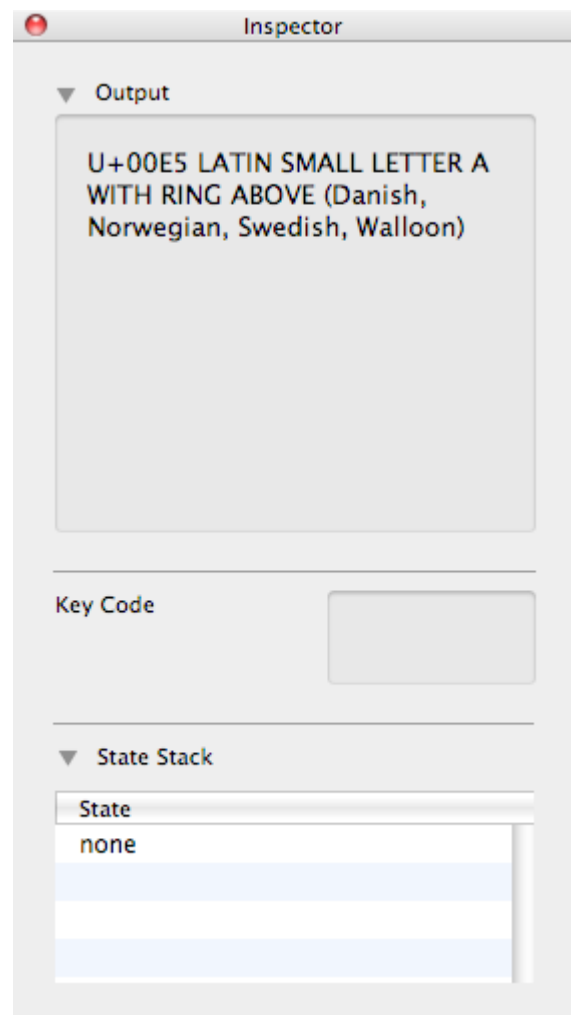 Inspector
Output
U+00E5 LATIN SMALL LETTER A
WITH RING ABOVE (Danish,
Norwegian, Swedish, Walloon)
Key Code
State Stack
State
none